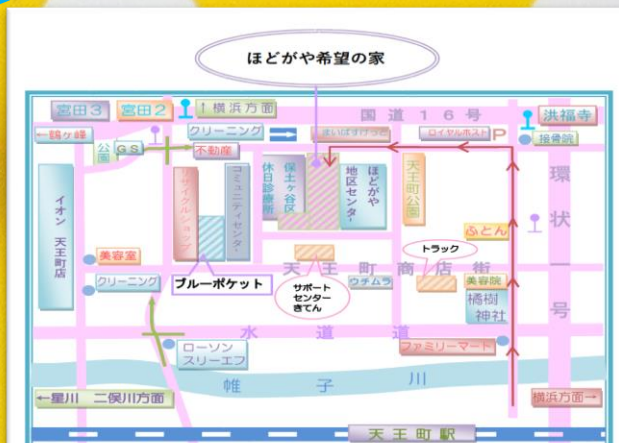 ほどがや希望の家
宮田3
宮田2
↑横浜方面
国道16号
洪福寺
←鶴ヶ峰
クリーニング
まいばすけっと
ロイヤルホスト
P
接骨院
公園
GS
不動産
イオン 天王町店
リサイクルショップ
コミュニティセンター
保土ヶ谷区
休日診療所
ほどがや
地区センター
天王町公園
環状一号
ふとん
美容室
トラック
天王町商店街
クリーニング
ブルーポケット
サポート
センター
きてん
ウチムラ
美容院
橘樹
神社
水道道
ローソン
スリーエフ
ファミリーマート
帷子川
←星川 二俣川方面
横浜方面→
天王町駅